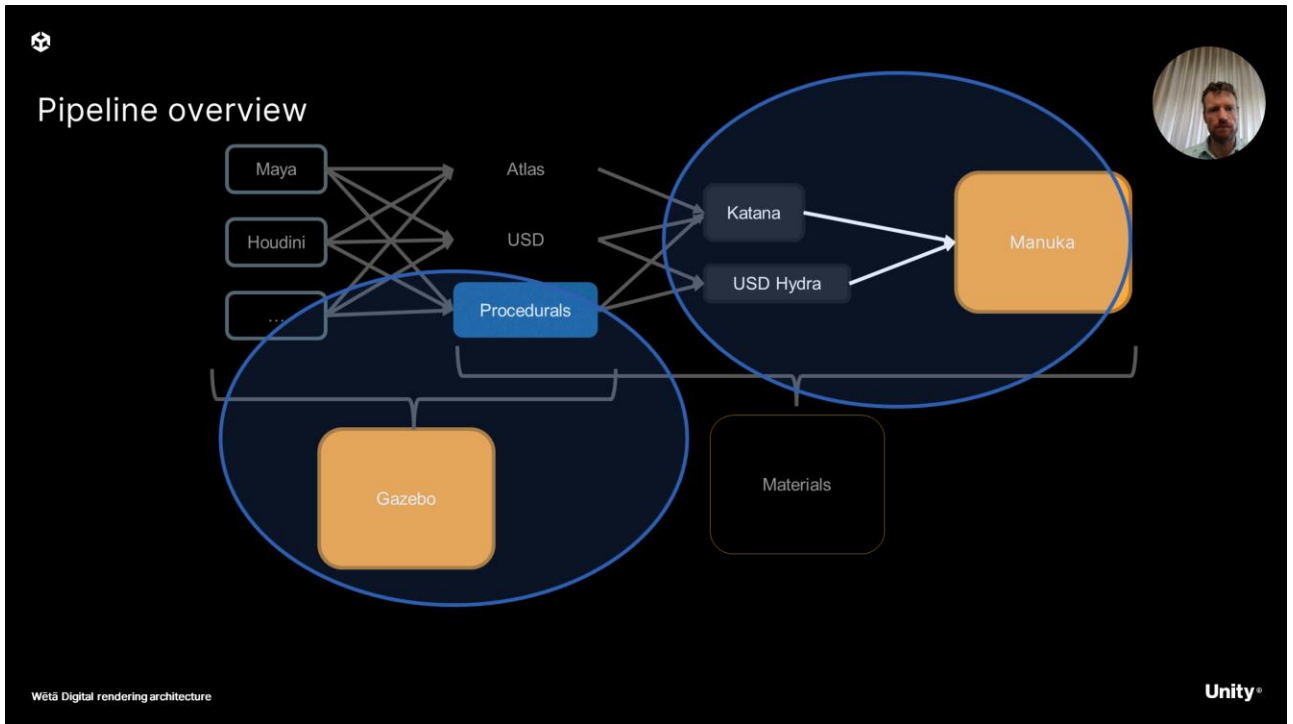 Pipeline overview
Maya
Atlas
Katana
Manuka
Houdini
USD
USD Hydra
...
Procedurals
Gazebo
Materials
Wētā Digital rendering architecture
Unity®